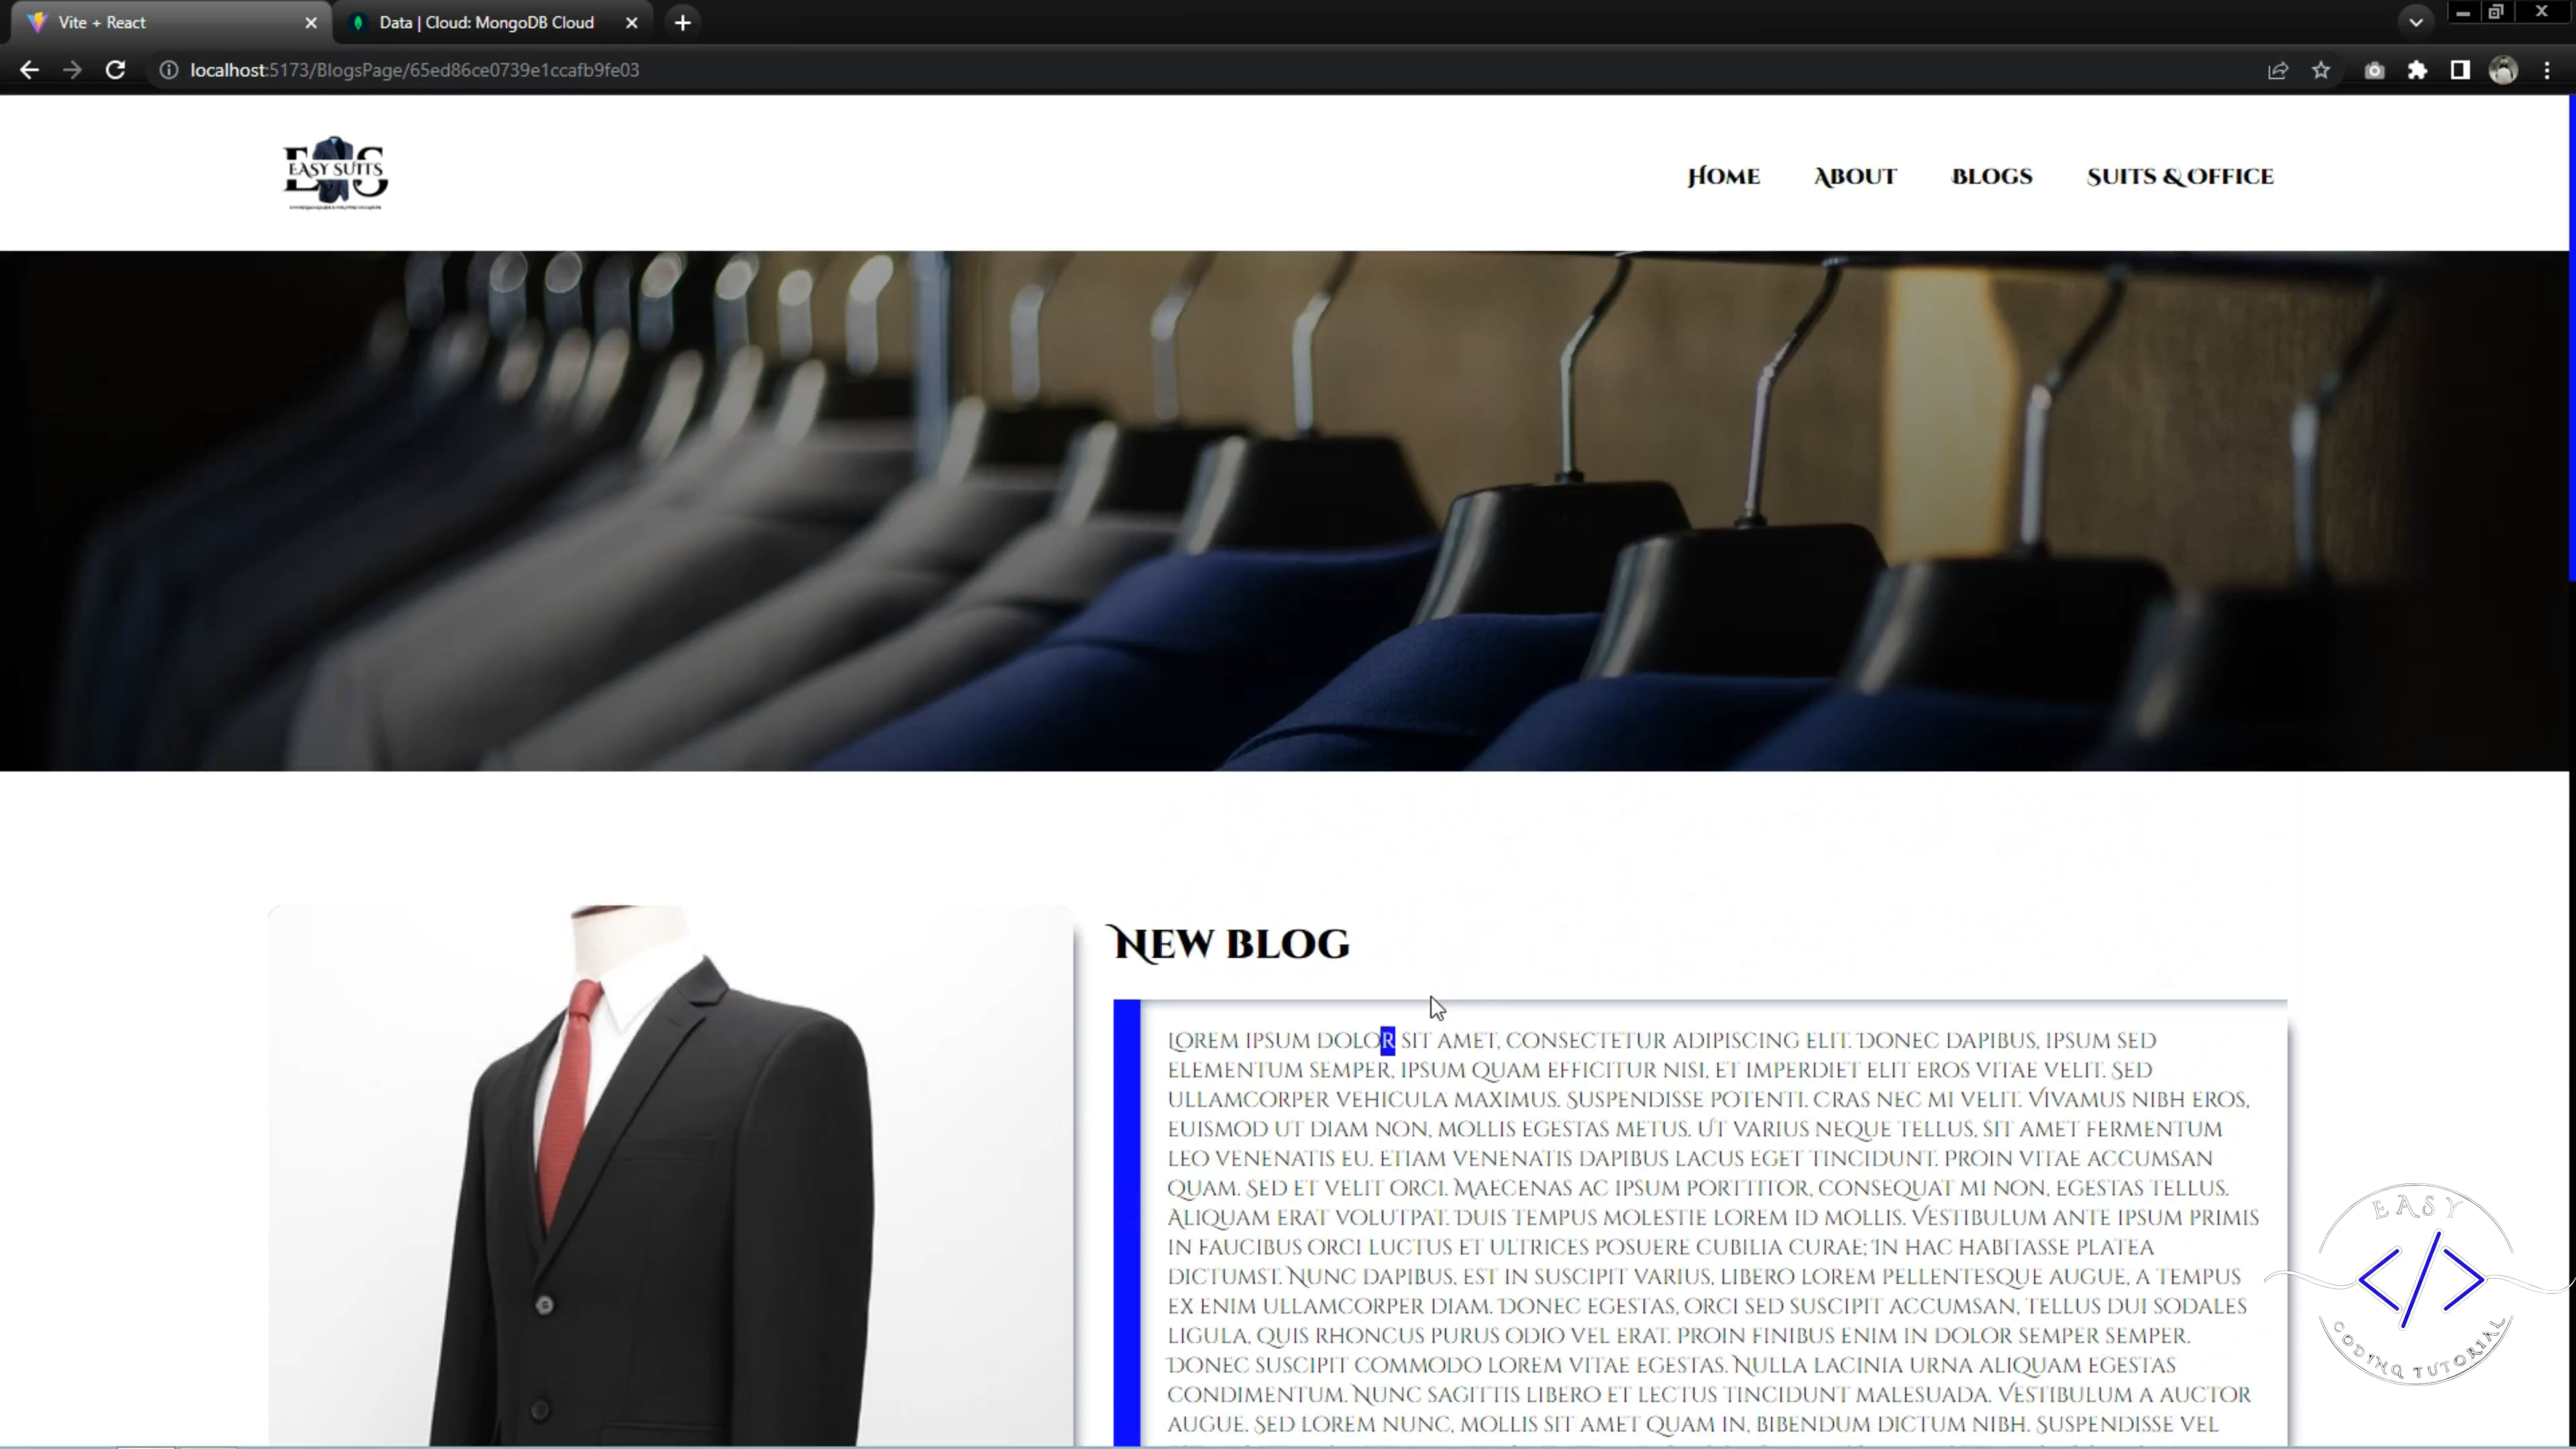 Vite + React
Data | Cloud: MongoDB Cloud
localhost:5173/BlogsPage/65ed86ce0739e1ccafb9fe03
E S
EASY SUITS
HOME
ABOUT
BLOGS
SUITS & OFFICE
NEW BLOG
LOREM IPSUM DOLOR SIT AMET, CONSECTETUR ADIPISCING ELIT. DONEC DAPIBUS, IPSUM SED
ELEMENTUM SEMPER, IPSUM QUAM EFFICITUR NISI, ET IMPERDIET ELIT EROS VITAE VELIT. SED
ULLAMCORPER VEHICULA MAXIMUS. SUSPENDISSE POTENTI. CRAS NEC MI VELIT. VIVAMUS NIBH EROS,
EUISMOD UT DIAM NON, MOLLIS EGESTAS METUS. UT VARIUS NEQUE TELLUS, SIT AMET FERMENTUM
LEO VENENATIS EU. ETIAM VENENATIS DAPIBUS LACUS EGET TINCIDUNT. PROIN VITAE ACCUMSAN
QUAM. SED ET VELIT ORCI. MAECENAS AC IPSUM PORTTITOR, CONSEQUAT MI NON, EGESTAS TELLUS.
ALIQUAM ERAT VOLUTPAT. DUIS TEMPUS MOLESTIE LOREM ID MOLLIS. VESTIBULUM ANTE IPSUM PRIMIS
IN FAUCIBUS ORCI LUCTUS ET ULTRICES POSUERE CUBILIA CURAE; IN HAC HABITASSE PLATEA
DICTUMST. NUNC DAPIBUS, EST IN SUSCIPIT VARIUS, LIBERO LOREM PELLENTESQUE AUGUE, A TEMPUS
EX ENIM ULLAMCORPER DIAM. DONEC EGESTAS, ORCI SED SUSCIPIT ACCUMSAN, TELLUS DUI SODALES
LIGULA, QUIS RHONCUS PURUS ODIO VEL ERAT. PROIN FINIBUS ENIM IN DOLOR SEMPER SEMPER.
DONEC SUSCIPIT COMMODO LOREM VITAE EGESTAS. NULLA LACINIA URNA ALIQUAM EGESTAS
CONDIMENTUM. NUNC SAGITTIS LIBERO ET LECTUS TINCIDUNT MALESUADA. VESTIBULUM A AUCTOR
AUGUE. SED LOREM NUNC, MOLLIS SIT AMET QUAM IN, BIBENDUM DICTUM NIBH. SUSPENDISSE VEL
EASY
</>
CODING TUTORIAL